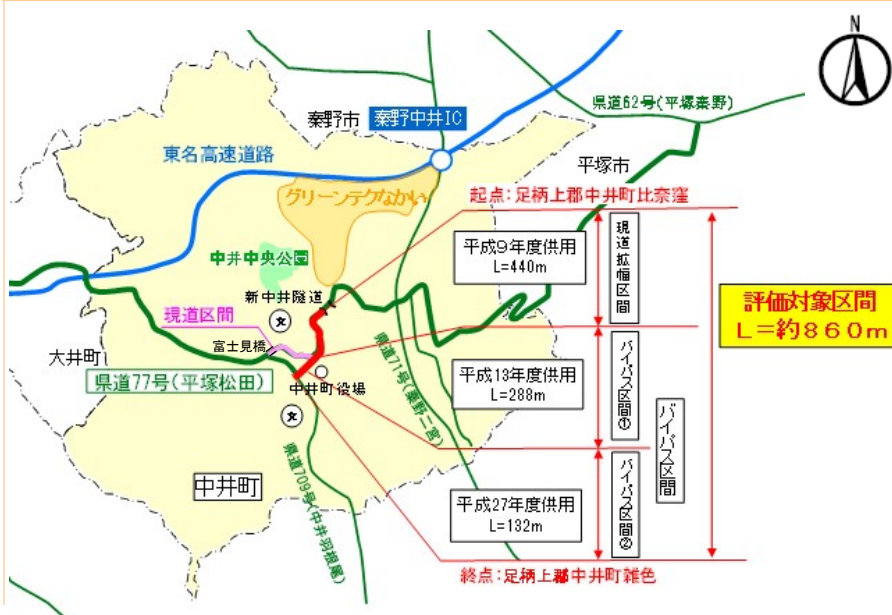 N
県道62号(平塚秦野)
秦野市
秦野中井IC
東名高速道路
平塚市
グリーンテクなかい
起点:足柄上郡中井町比奈窪
中井中央公園
平成9年度供用
L=440m
現道拡幅区間
新中井隧道
文
現道区間
評価対象区間
L=約860m
富士見橋
大井町
県道77号(平塚松田)
中井町役場
県道71号(秦野二宮)
平成13年度供用
L=288m
バイパス区間①
バイパス区間
文
県道709号(中井羽根尾)
中井町
平成27年度供用
L=132m
バイパス区間②
終点:足柄上郡中井町雑色